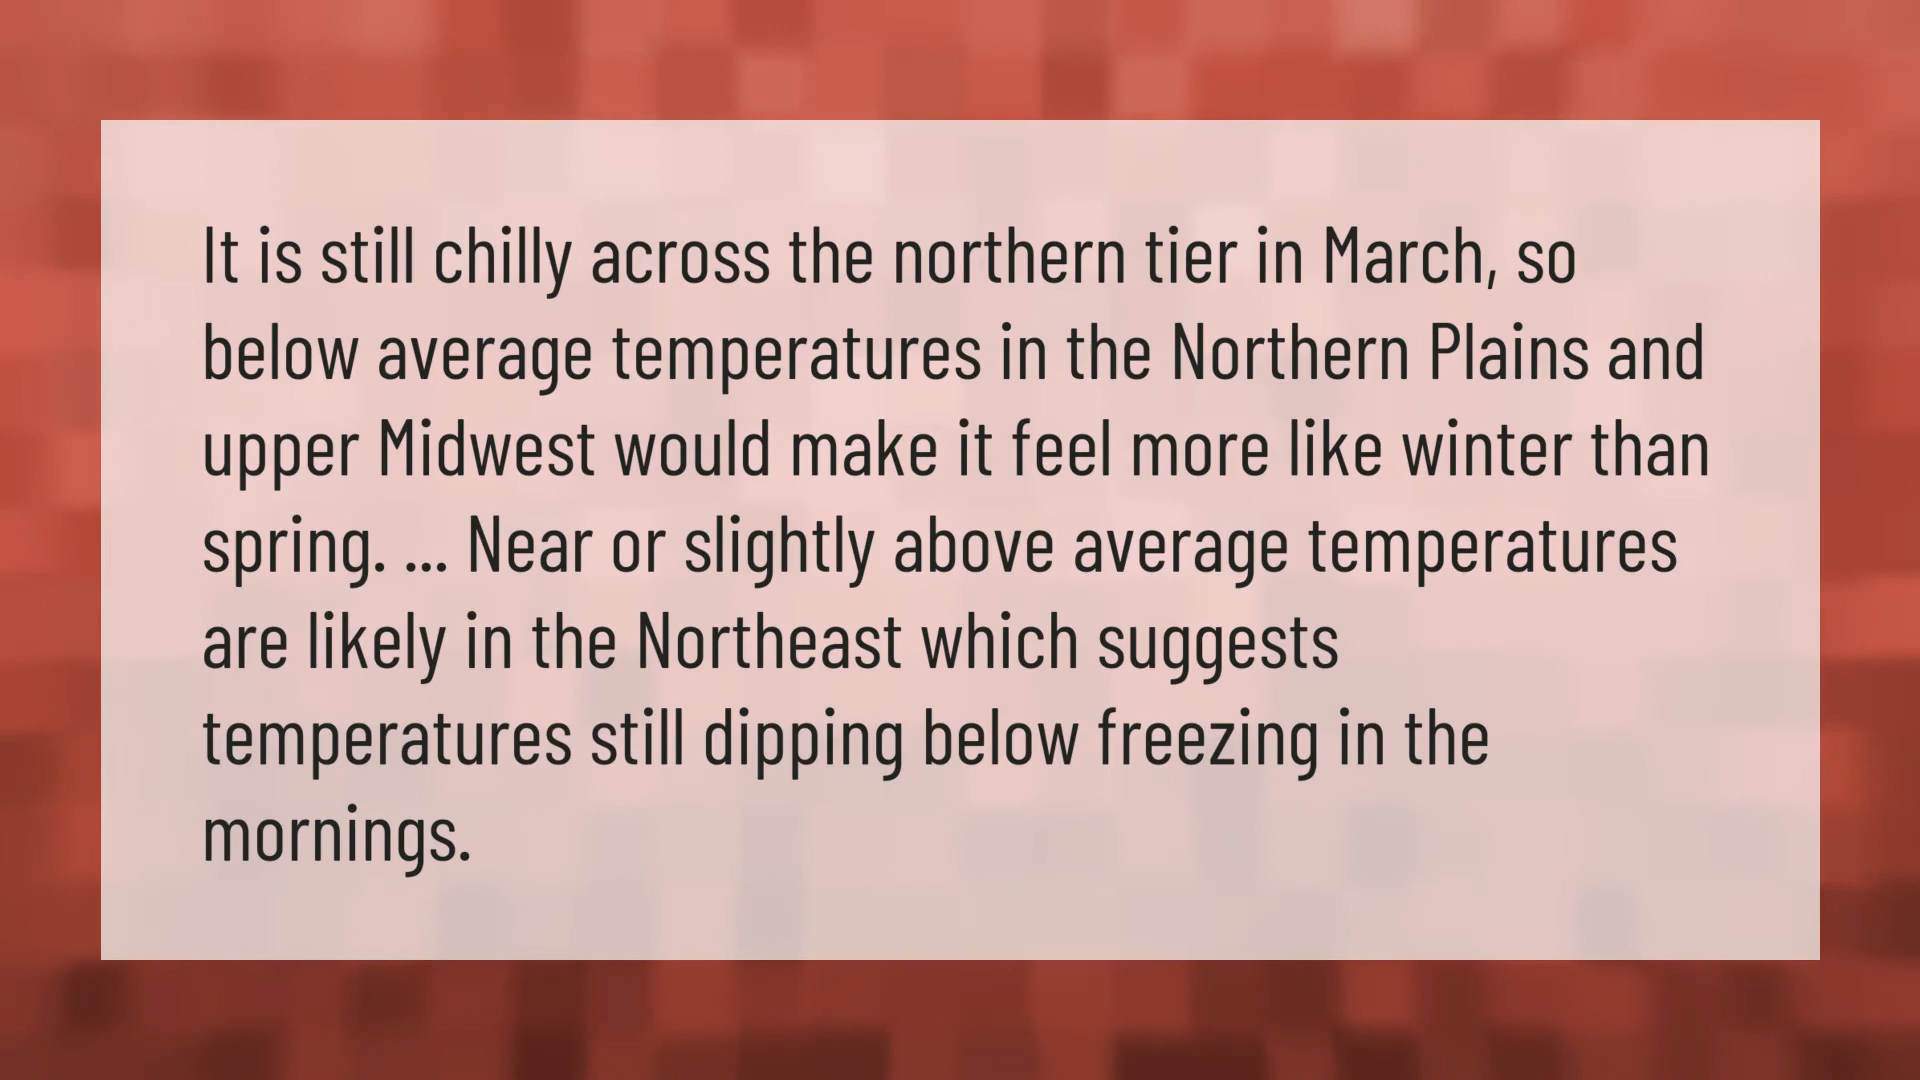 It is still chilly across the northern tier in March, so
below average temperatures in the Northern Plains and
upper Midwest would make it feel more like winter than
spring. ... Near or slightly above average temperatures
are likely in the Northeast which suggests
temperatures still dipping below freezing in the
mornings.